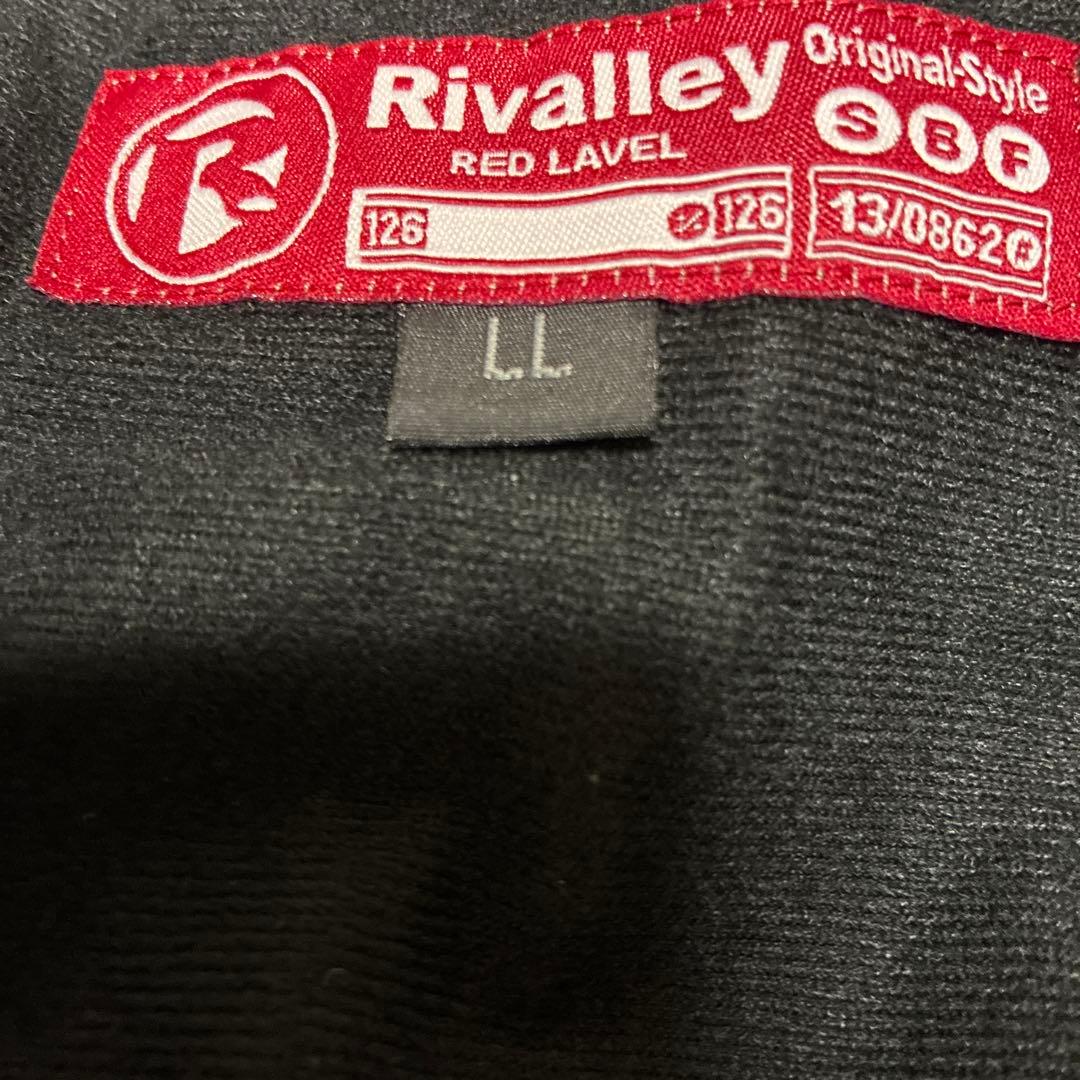 Rivalley
RED LAVEL
Original-Style
S B F
126 126
13/0862 R
LL